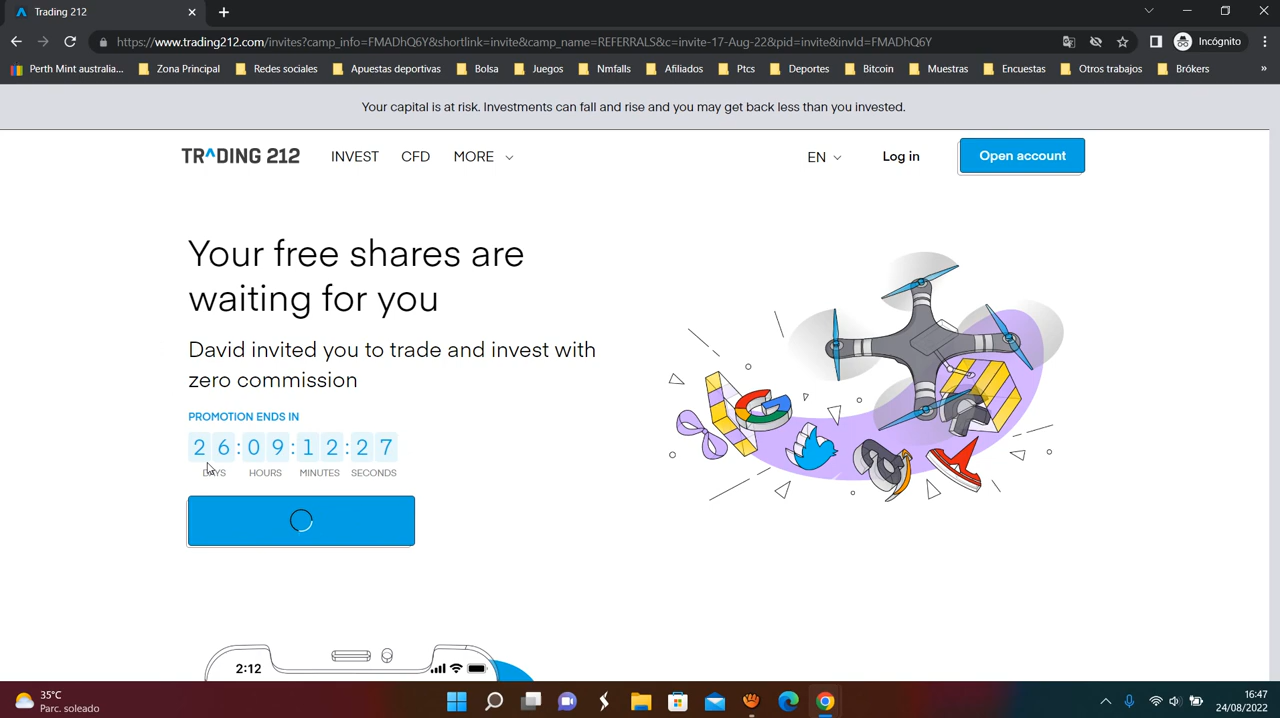 Trading 212
https://www.trading212.com/invites?camp_info=FMADhQ6Y&shortlink=invite&camp_name=REFERRALS&c=invite-17-Aug-22&pid=invite&invId=FMADhQ6Y
Incógnito
Perth Mint australia... Zona Principal Redes sociales Apuestas deportivas Bolsa Juegos Nmfalls Afiliados Ptcs Deportes Bitcoin Muestras Encuestas Otros trabajos Brókers »
Your capital is at risk. Investments can fall and rise and you may get back less than you invested.
TRADING 212 INVEST CFD MORE EN Log in Open account
Your free shares are
waiting for you
David invited you to trade and invest with
zero commission
PROMOTION ENDS IN
26:09:12:27
DAYS HOURS MINUTES SECONDS
2:12
35°C
Parc. soleado
16:47
24/08/2022